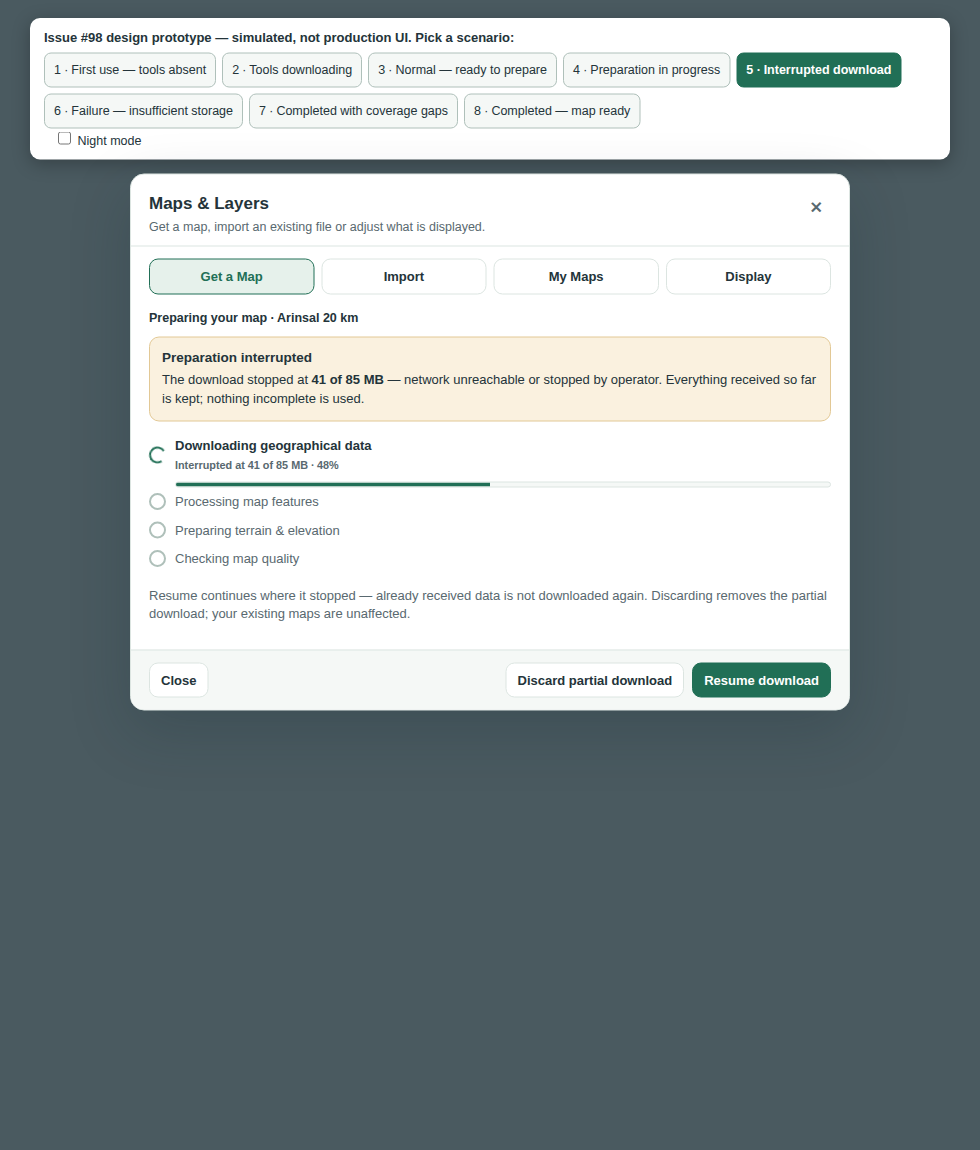 Issue #98 design prototype — simulated, not production UI. Pick a scenario:
1 · First use — tools absent
2 · Tools downloading
3 · Normal — ready to prepare
4 · Preparation in progress
5 · Interrupted download
6 · Failure — insufficient storage
7 · Completed with coverage gaps
8 · Completed — map ready
Night mode
Maps & Layers
✕
Get a map, import an existing file or adjust what is displayed.
Get a Map
Import
My Maps
Display
Preparing your map · Arinsal 20 km
Preparation interrupted
The download stopped at 41 of 85 MB — network unreachable or stopped by operator. Everything received so far
is kept; nothing incomplete is used.
Downloading geographical data
Interrupted at 41 of 85 MB · 48%
Processing map features
Preparing terrain & elevation
Checking map quality
Resume continues where it stopped — already received data is not downloaded again. Discarding removes the partial
download; your existing maps are unaffected.
Close
Discard partial download
Resume download